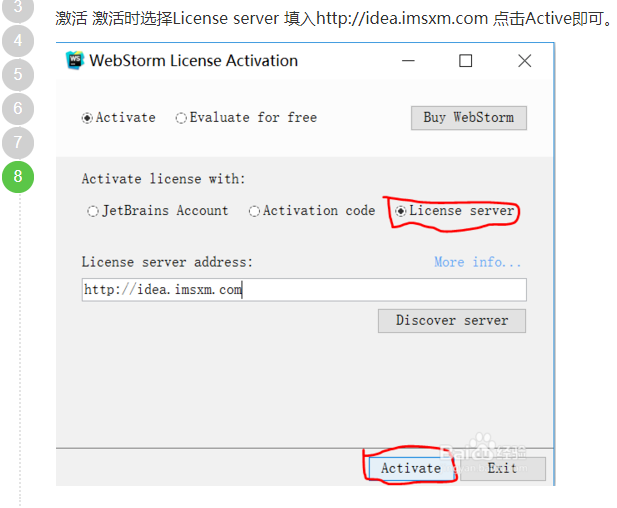 3
激活 激活时选择License server 填入http://idea.imsxm.com 点击Active即可。
4
5
6
7
8
WebStorm License Activation
Activate Evaluate for free Buy WebStorm
Activate license with:
JetBrains Account Activation code License server
License server address: More info...
http://idea.imsxm.com
Discover server
Activate Exit